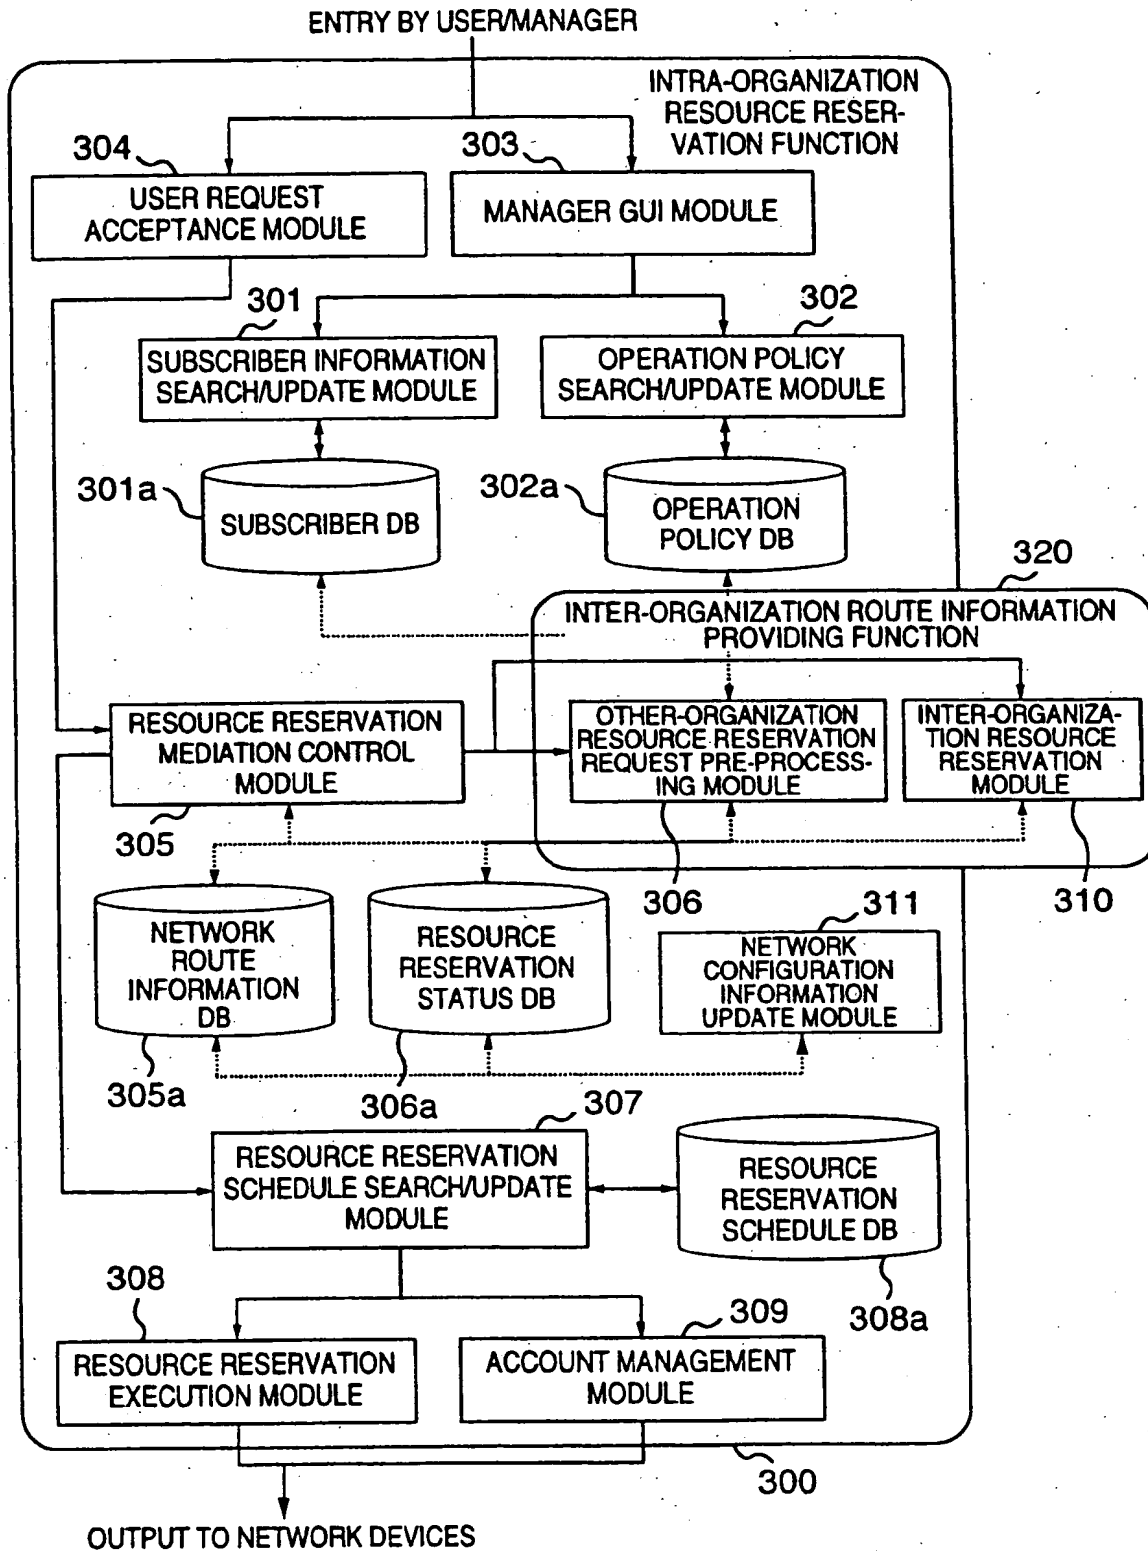 ENTRY BY USER/MANAGER
INTRA-ORGANIZATION
RESOURCE RESER-
VATION FUNCTION
304
303
USER REQUEST
ACCEPTANCE MODULE
MANAGER GUI MODULE
301
302
SUBSCRIBER INFORMATION
SEARCH/UPDATE MODULE
OPERATION POLICY
SEARCH/UPDATE MODULE
301a
SUBSCRIBER DB
302a
OPERATION
POLICY DB
320
INTER-ORGANIZATION ROUTE INFORMATION
PROVIDING FUNCTION
RESOURCE RESERVATION
MEDIATION CONTROL
MODULE
OTHER-ORGANIZATION
RESOURCE RESERVATION
REQUEST PRE-PROCESS-
ING MODULE
INTER-ORGANIZA-
TION RESOURCE
RESERVATION
MODULE
305
306
310
311
NETWORK
ROUTE
INFORMATION
DB
RESOURCE
RESERVATION
STATUS DB
NETWORK
CONFIGURATION
INFORMATION
UPDATE MODULE
305a
306a
307
RESOURCE RESERVATION
SCHEDULE SEARCH/UPDATE
MODULE
RESOURCE
RESERVATION
SCHEDULE DB
308
309
308a
RESOURCE RESERVATION
EXECUTION MODULE
ACCOUNT MANAGEMENT
MODULE
300
OUTPUT TO NETWORK DEVICES